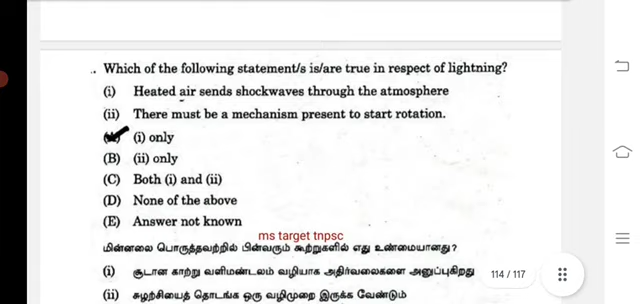 . Which of the following statement/s is/are true in respect of lightning?
(i) Heated air sends shockwaves through the atmosphere
(ii) There must be a mechanism present to start rotation.
(i) only
(B) (ii) only
(C) Both (i) and (ii)
(D) None of the above
(E) Answer not known
ms target tnpsc
மின்னலை பொருத்தவற்றில் பின்வரும் கூற்றுகளில் எது உண்மையானது?
(i) சூடான காற்று வளிமண்டலம் வழியாக அதிர்வலைகளை அனுப்புகிறது
114 / 117
(ii) சுழற்சியைத் தொடங்க ஒரு வழிமுறை இருக்க வேண்டும்